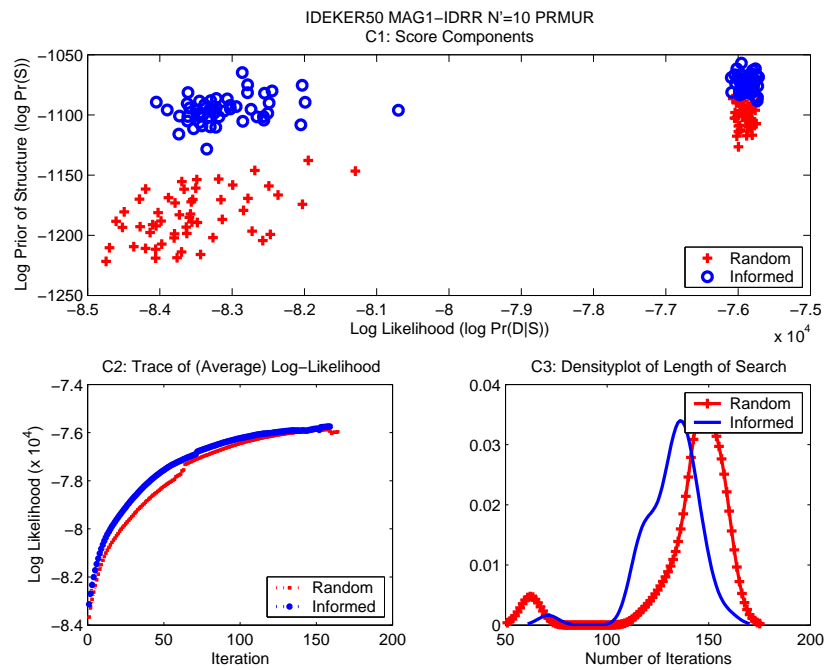 IDEKER50 MAG1−IDRR N'=10 PRMUR
C1: Score Components
−1050
−1100
−1150
−1200
−1250
Log Prior of Structure (log Pr(S))
Random
Informed
−8.5 −8.4 −8.3 −8.2 −8.1 −8 −7.9 −7.8 −7.7 −7.6 −7.5
Log Likelihood (log Pr(D|S))
x 10^4
C2: Trace of (Average) Log−Likelihood
−7.4
−7.6
−7.8
−8
−8.2
−8.4
Log Likelihood (x 10^4)
Random
Informed
0 50 100 150 200
Iteration
C3: Densityplot of Length of Search
0.04
0.03
0.02
0.01
0
Random
Informed
50 100 150 200
Number of Iterations